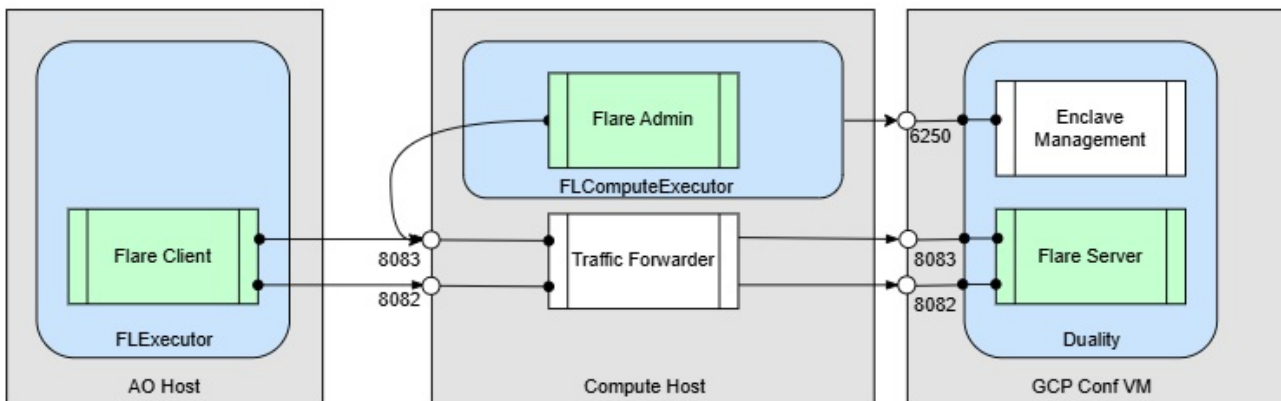 Flare Client
FLExecutor
AO Host
8083
8082
Flare Admin
FLComputeExecutor
Traffic Forwarder
Compute Host
6250
8083
8082
Enclave
Management
Flare Server
Duality
GCP Conf VM